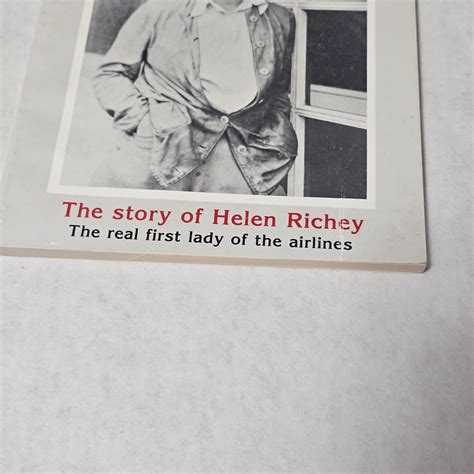 The story of Helen Richey
The real first lady of the airlines